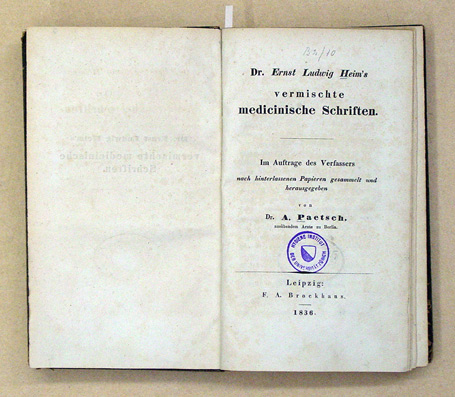 Bn/10
Dr. Ernst Ludwig Heim's
vermischte
medicinische Schriften.
Im Auftrage des Verfassers
nach hinterlassenen Papieren gesammelt und
herausgegeben
von
Dr. A. Paetsch,
ausübendem Arzte zu Berlin.
Leipzig:
F. A. Brockhaus.
1836.